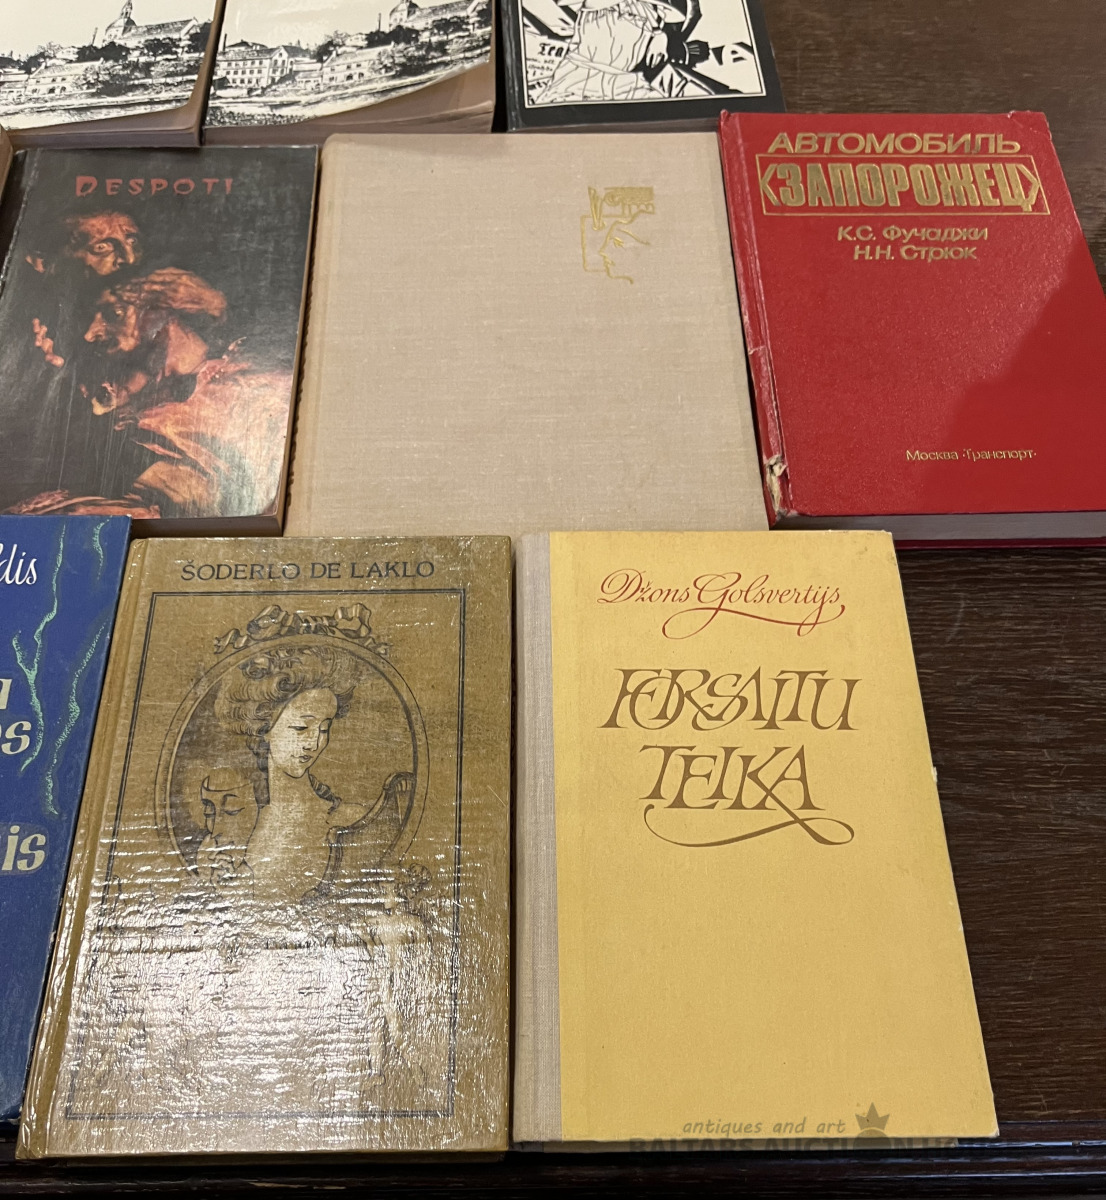 DESPOTI
АВТОМОБИЛЬ
«ЗАПОРОЖЕЦ»
К.С. Фучаджи
Н.Н. Стрюк
Москва «Транспорт»
ŠODERLO DE LAKLO
Džons Golsvertijs
FORSAITU
TEIKA
antiques and art